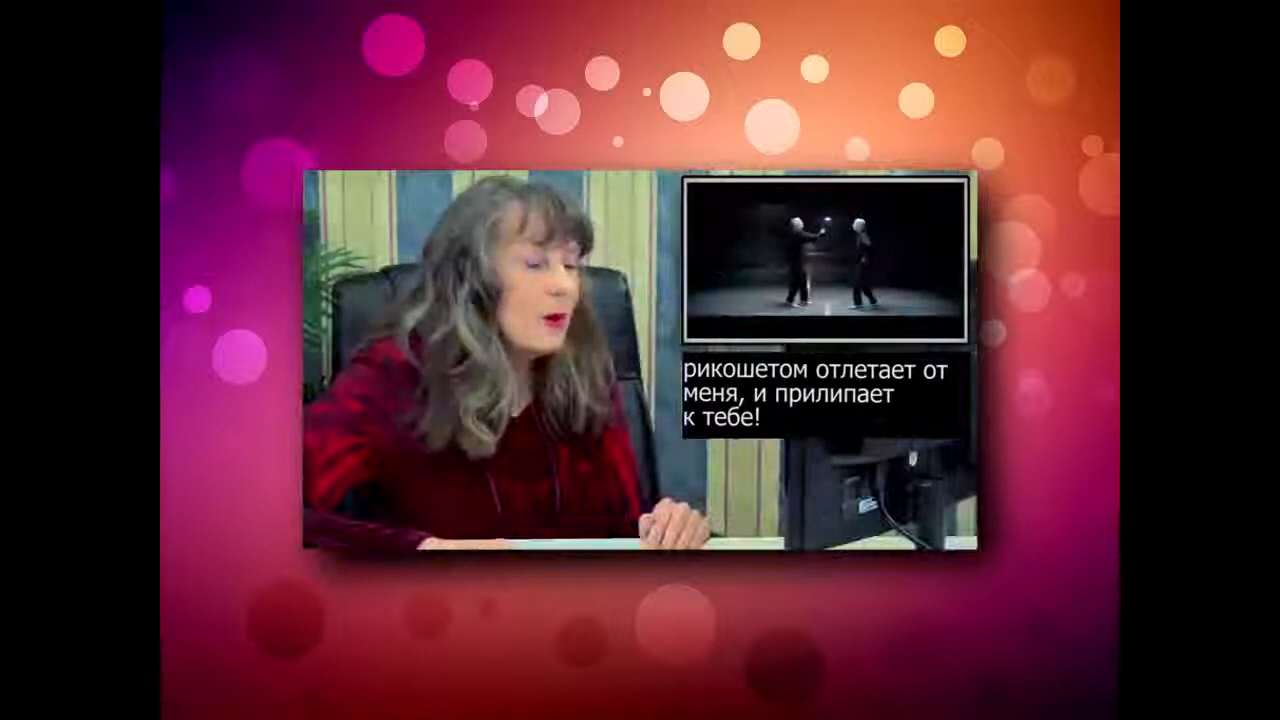 рикошетом отлетает от
меня, и прилипает
к тебе!